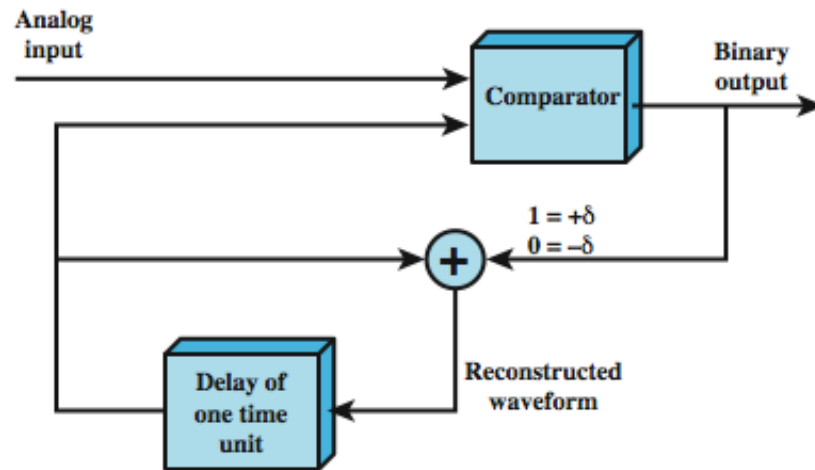 Analog
input
Comparator
Binary
output
1 = +δ
0 = –δ
+
Delay of
one time
unit
Reconstructed
waveform